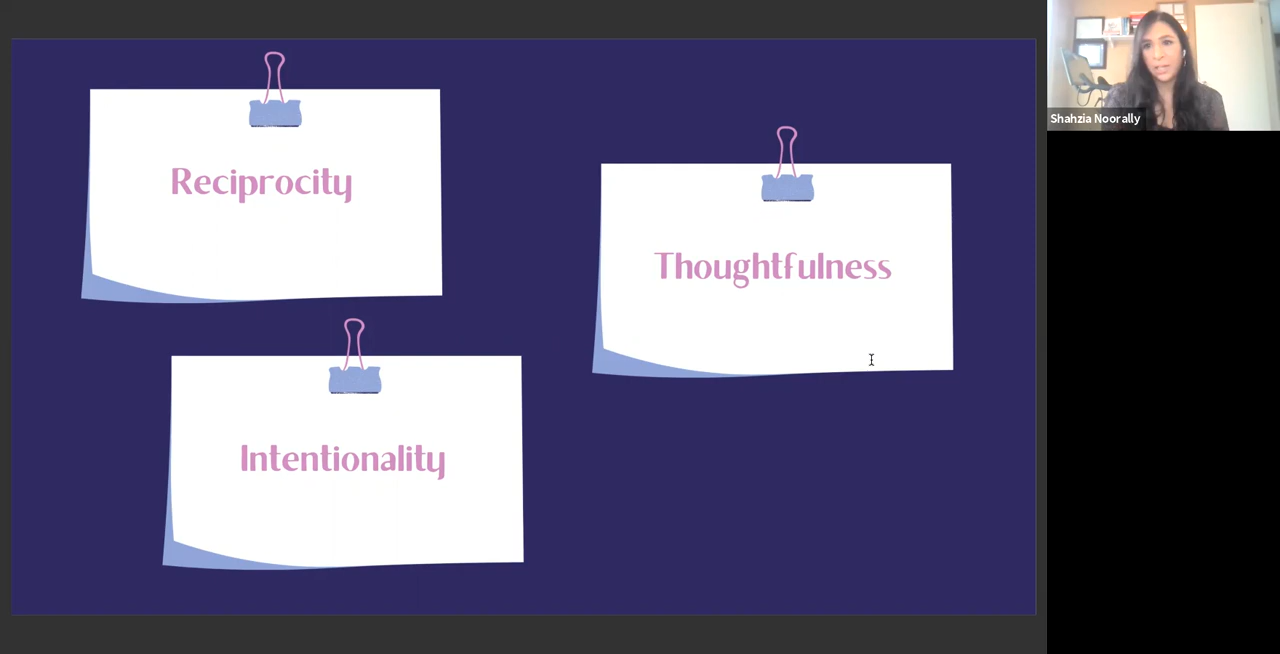 Reciprocity
Thoughtfulness
Intentionality
Shahzia Noorally